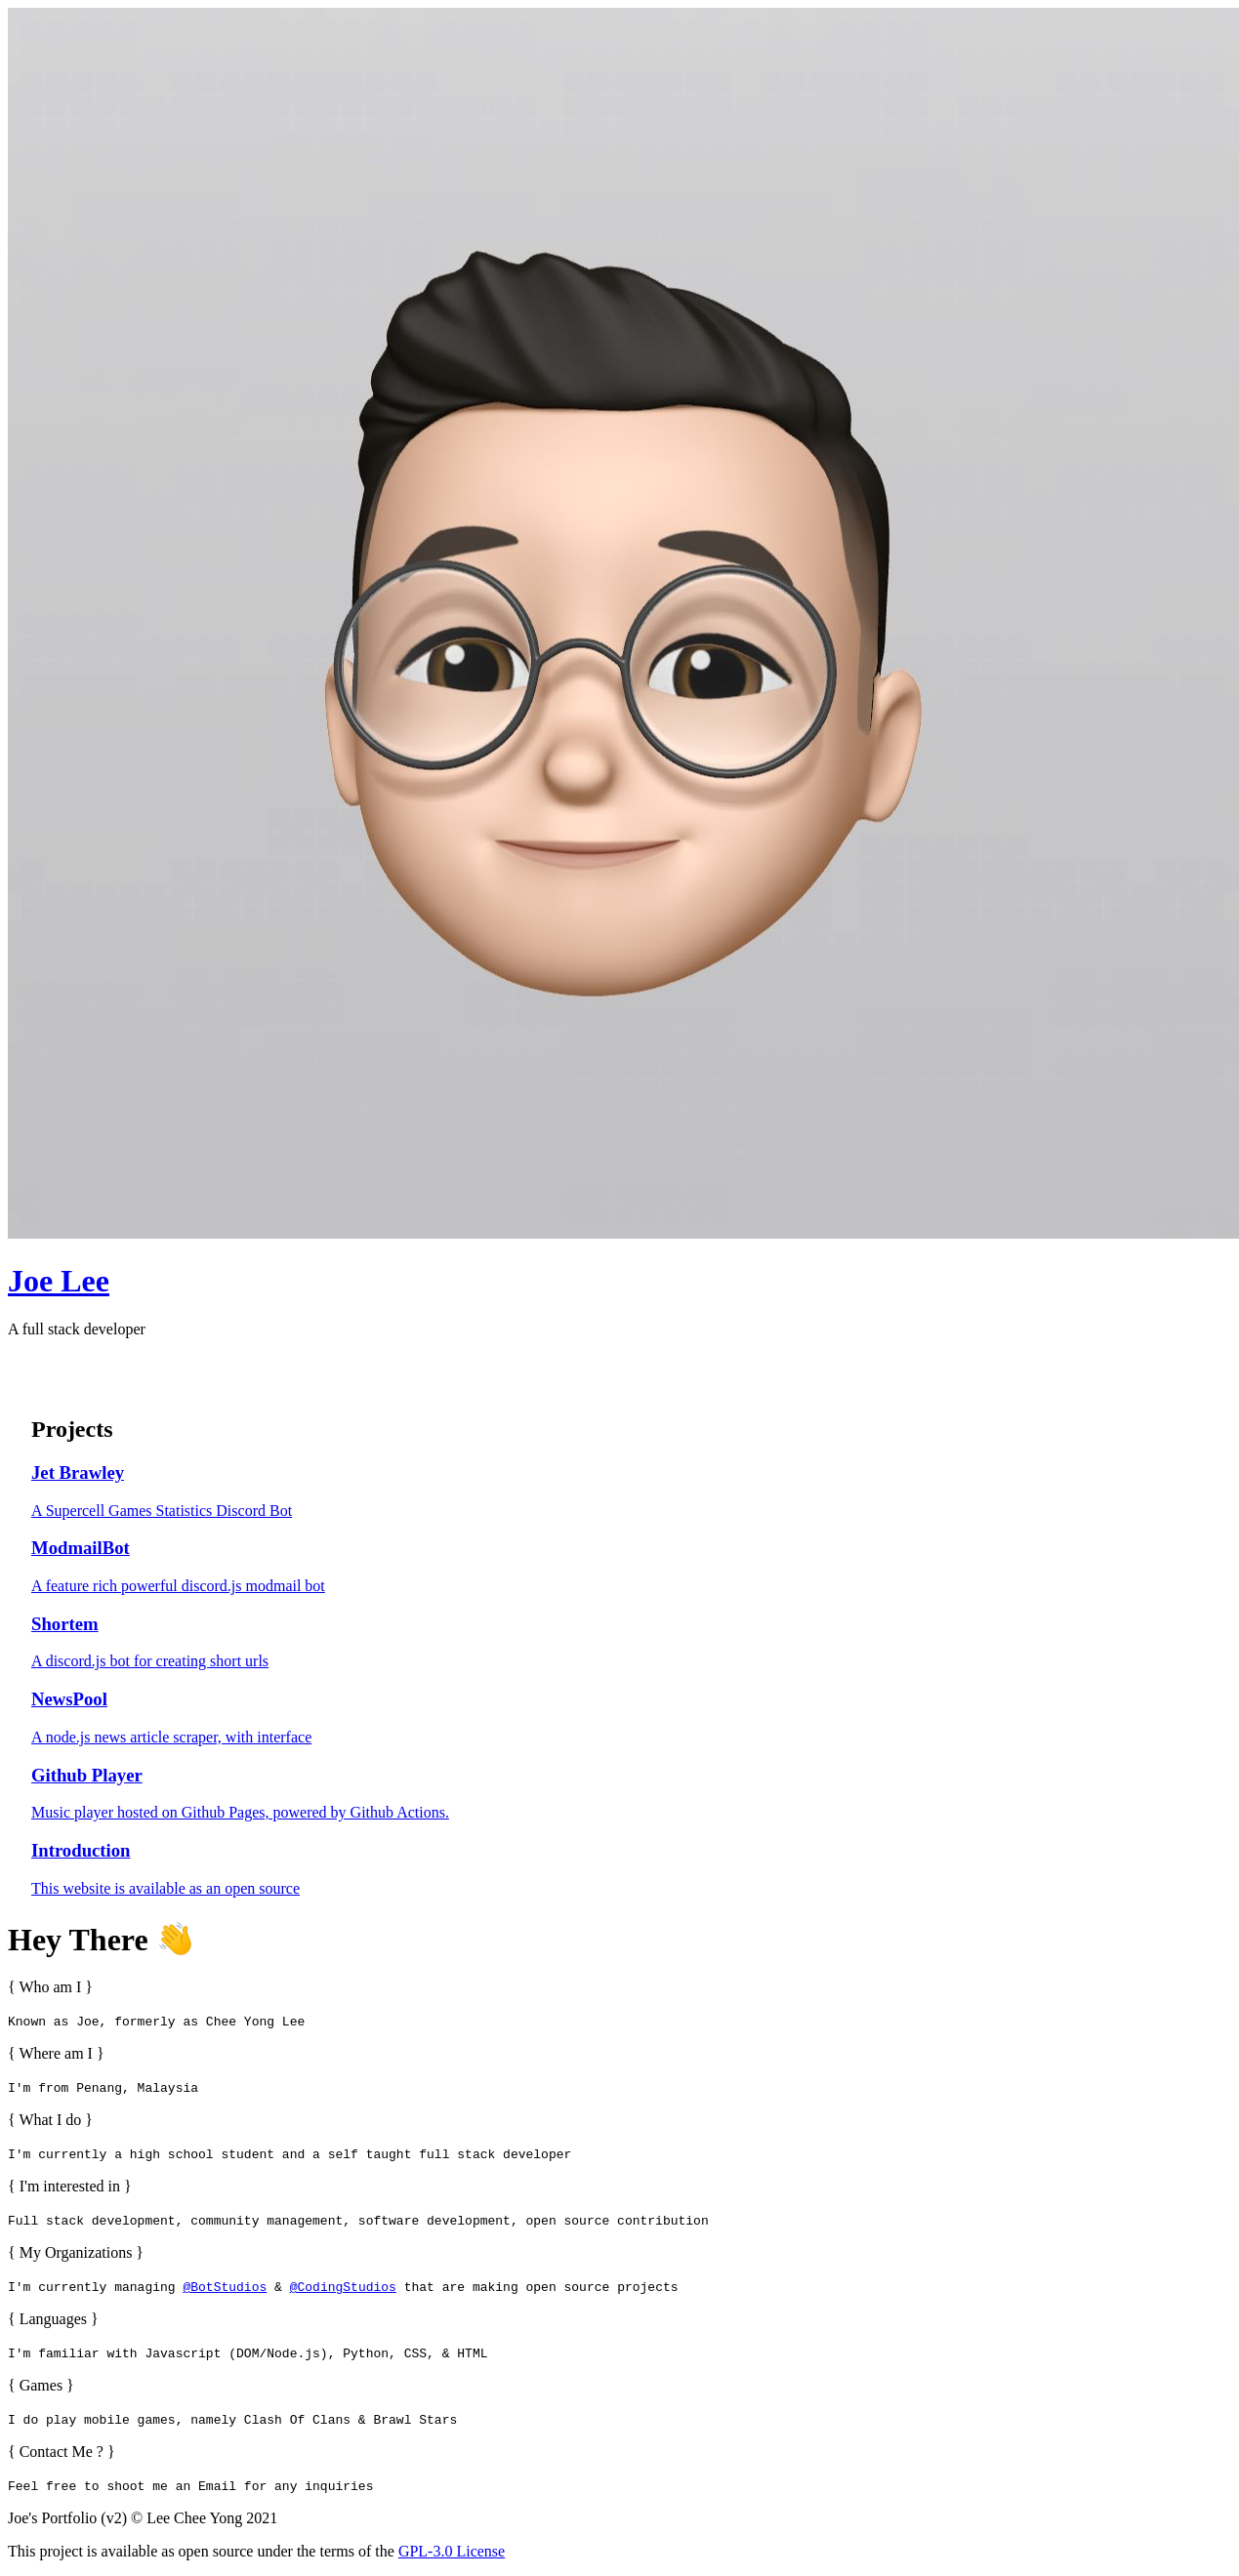 Joe Lee
A full stack developer
Projects
Jet Brawley
A Supercell Games Statistics Discord Bot
ModmailBot
A feature rich powerful discord.js modmail bot
Shortem
A discord.js bot for creating short urls
NewsPool
A node.js news article scraper, with interface
Github Player
Music player hosted on Github Pages, powered by Github Actions.
Introduction
This website is available as an open source
Hey There 👋
{ Who am I }
Known as Joe, formerly as Chee Yong Lee
{ Where am I }
I'm from Penang, Malaysia
{ What I do }
I'm currently a high school student and a self taught full stack developer
{ I'm interested in }
Full stack development, community management, software development, open source contribution
{ My Organizations }
I'm currently managing @BotStudios & @CodingStudios that are making open source projects
{ Languages }
I'm familiar with Javascript (DOM/Node.js), Python, CSS, & HTML
{ Games }
I do play mobile games, namely Clash Of Clans & Brawl Stars
{ Contact Me ? }
Feel free to shoot me an Email for any inquiries
Joe's Portfolio (v2) © Lee Chee Yong 2021
This project is available as open source under the terms of the GPL-3.0 License